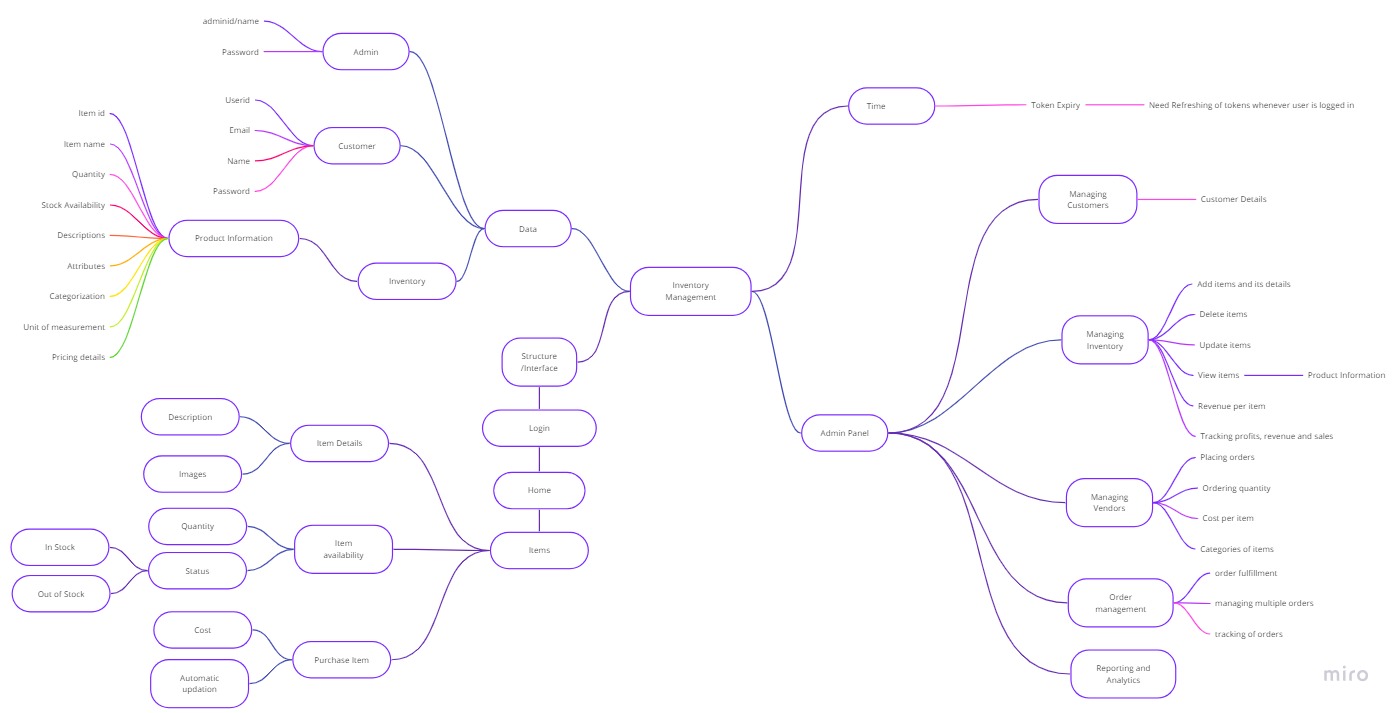 adminid/name
Password
Admin
Userid
Email
Name
Password
Customer
Item id
Item name
Quantity
Stock Availability
Descriptions
Attributes
Categorization
Unit of measurement
Pricing details
Product Information
Inventory
Data
Inventory
Management
Structure
/Interface
Login
Home
Items
Description
Images
Item Details
Quantity
Status
In Stock
Out of Stock
Item
availability
Cost
Automatic
updation
Purchase Item
Time
Token Expiry
Need Refreshing of tokens whenever user is logged in
Managing
Customers
Customer Details
Managing
Inventory
Add items and its details
Delete items
Update items
View items
Product Information
Revenue per item
Tracking profits, revenue and sales
Admin Panel
Managing
Vendors
Placing orders
Ordering quantity
Cost per item
Categories of items
Order
management
order fulfillment
managing multiple orders
tracking of orders
Reporting and
Analytics
miro